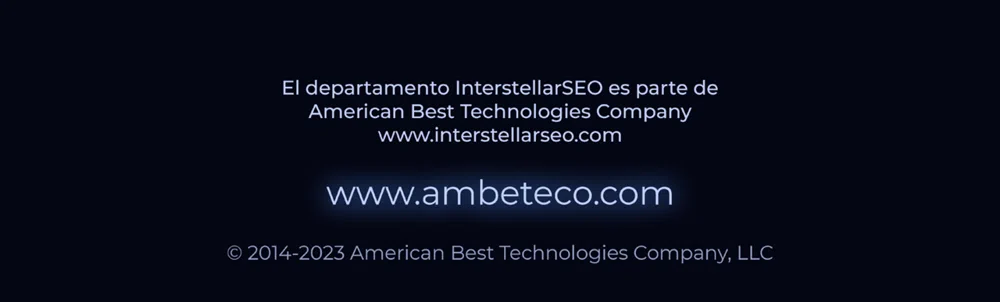 El departamento InterstellarSEO es parte de
American Best Technologies Company
www.interstellarseo.com
www.ambeteco.com
© 2014-2023 American Best Technologies Company, LLC